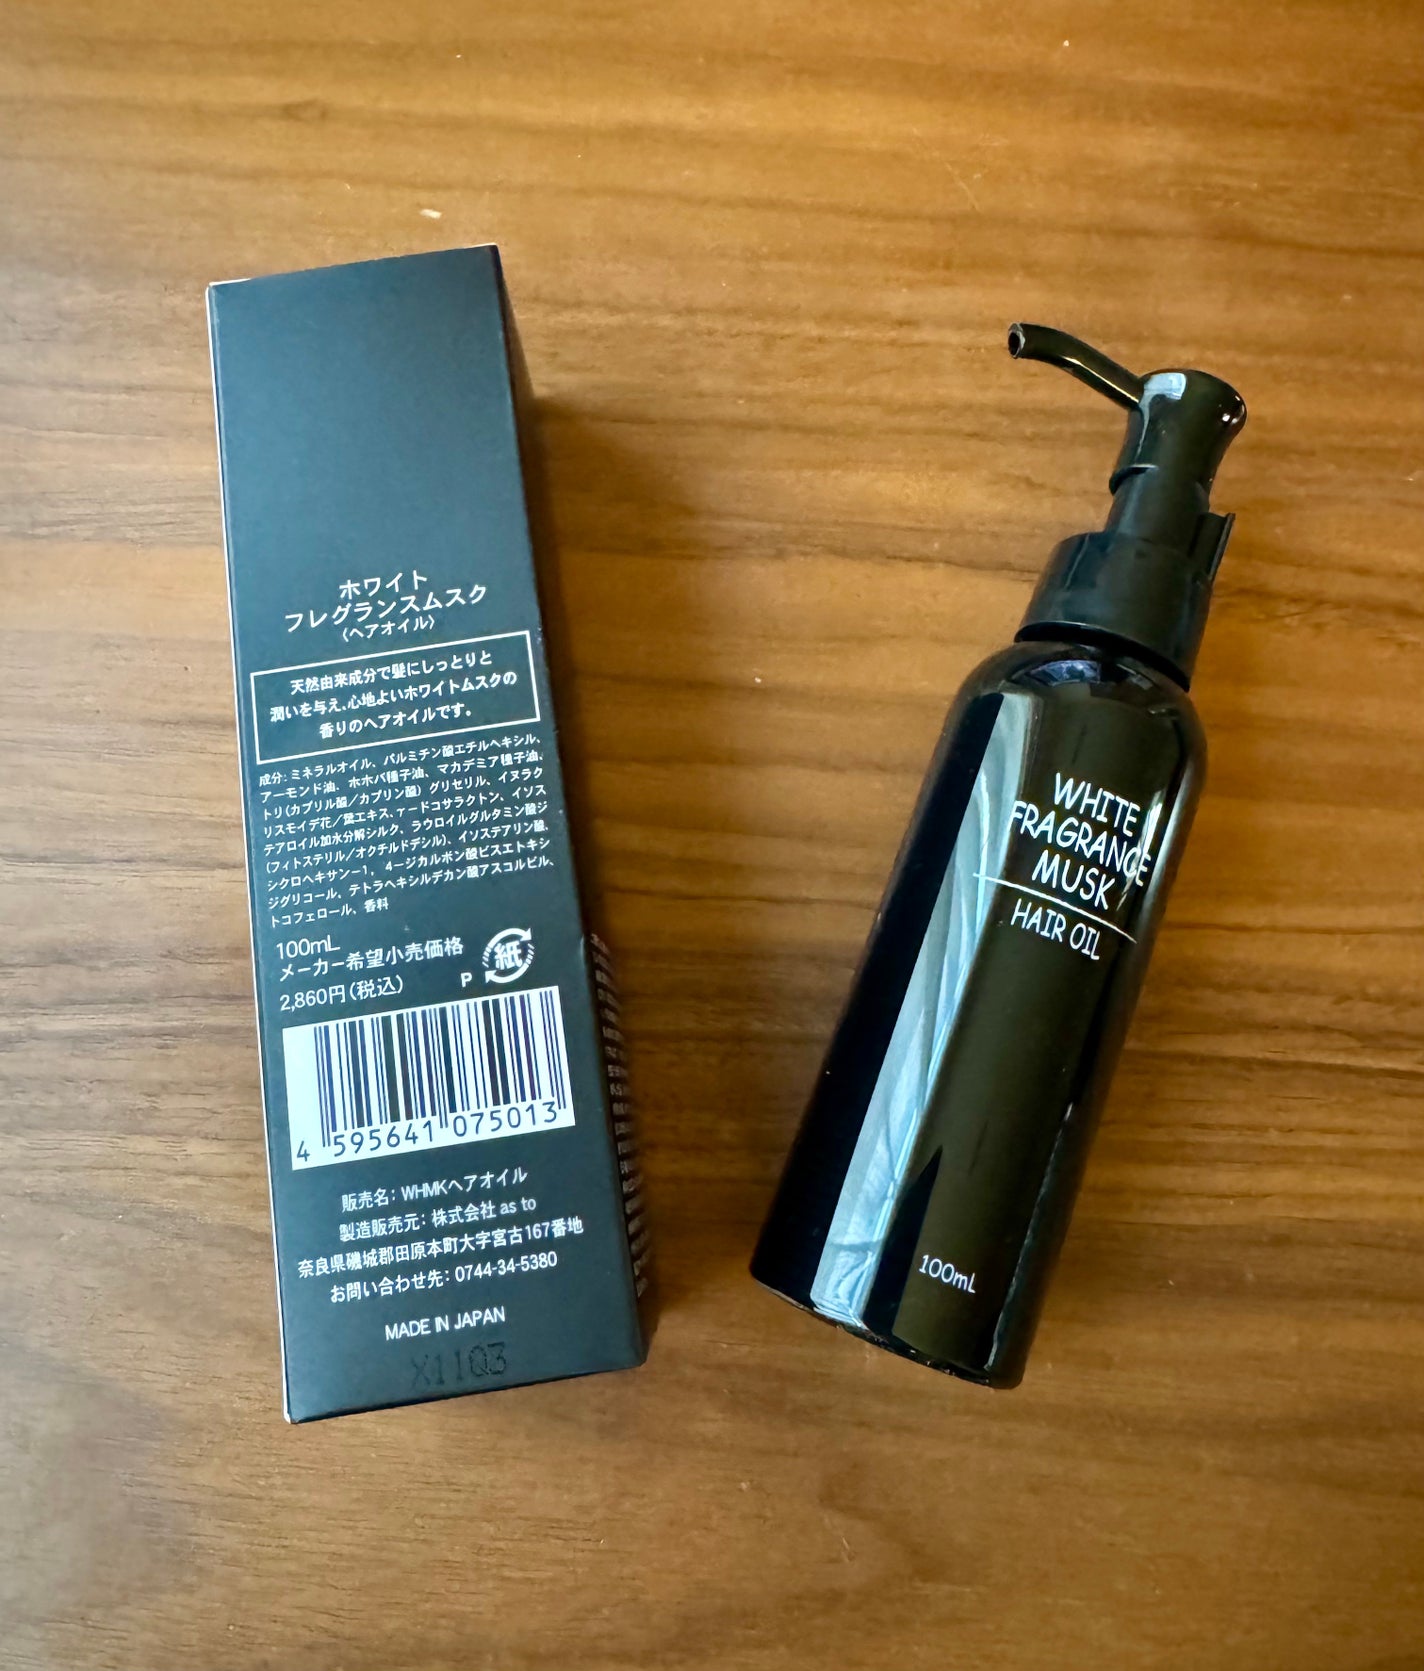 ホワイト
フレグランスムスク
〈ヘアオイル〉
天然由来成分で髪にしっとりと
潤いを与え、心地よいホワイトムスクの
香りのヘアオイルです。
成分: ミネラルオイル、パルミチン酸エチルヘキシル、
アーモンド油、ホホバ種子油、マカデミア種子油、
トリ(カプリル酸/カプリン酸) グリセリル、イヌラク
リスモイデ花/葉エキス、γードコサラクトン、イソス
テアロイル加水分解シルク、ラウロイルグルタミン酸ジ
(フィトステリル/オクチルドデシル)、イソステアリン酸、
シクロヘキサン−1, 4−ジカルボン酸ビスエトキシ
ジグリコール、テトラヘキシルデカン酸アスコルビル、
トコフェロール、香料
100mL
メーカー希望小売価格
2,860円(税込)
P 紙
4 595641 075013
販売名: WHMKヘアオイル
製造販売元: 株式会社 as to
奈良県磯城郡田原本町大字宮古167番地
お問い合わせ先: 0744-34-5380
MADE IN JAPAN
X11Q3
WHITE
FRAGRANCE
MUSK
HAIR OIL
100mL